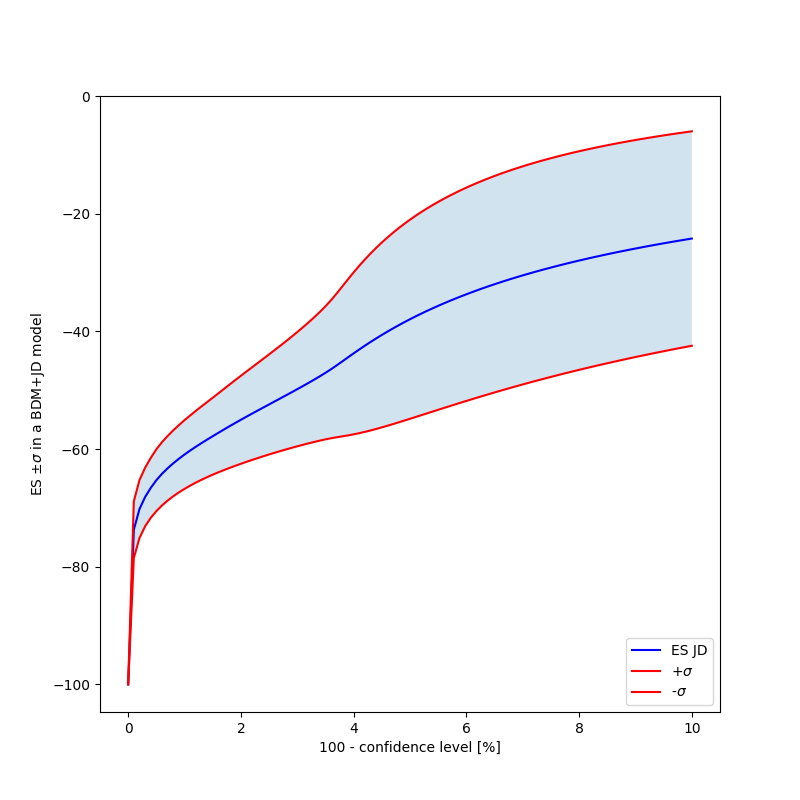 0
−20
−40
−60
−80
−100
ES ±σ in a BDM+JD model
0 2 4 6 8 10
100 - confidence level [%]
ES JD
+σ
-σ